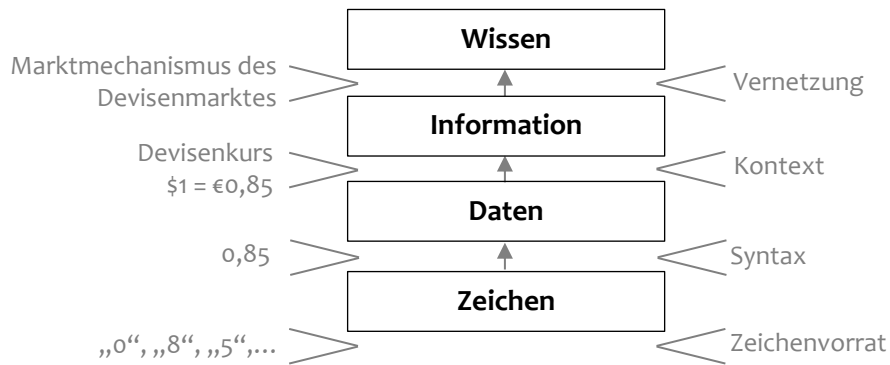 Wissen
Marktmechanismus des
Devisenmarktes
Vernetzung
Information
Devisenkurs
$1 = €0,85
Kontext
Daten
0,85
Syntax
Zeichen
„0“, „8“, „5“,...
Zeichenvorrat